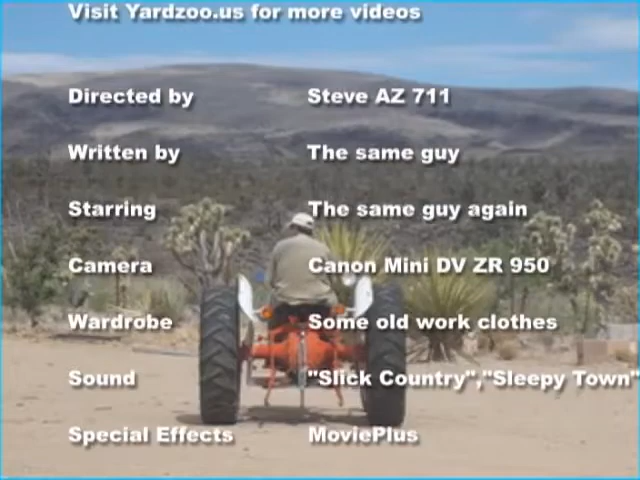 Visit Yardzoo.us for more videos
Directed by Steve AZ 711
Written by The same guy
Starring The same guy again
Camera Canon Mini DV ZR 950
Wardrobe Some old work clothes
Sound "Slick Country","Sleepy Town"
Special Effects MoviePlus